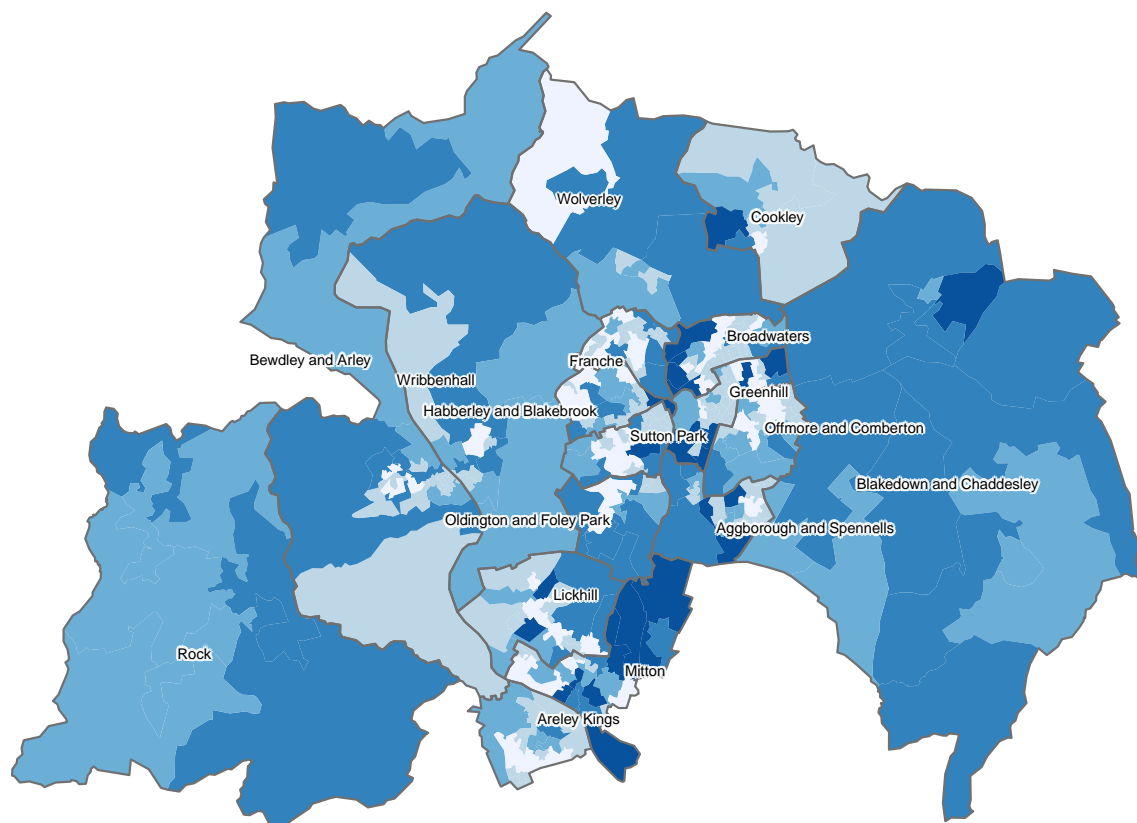 Wolverley
Cookley
Broadwaters
Bewdley and Arley
Franche
Wribbenhall
Greenhill
Habberley and Blakebrook
Offmore and Comberton
Sutton Park
Blakedown and Chaddesley
Oldington and Foley Park
Aggborough and Spennells
Lickhill
Rock
Mitton
Areley Kings